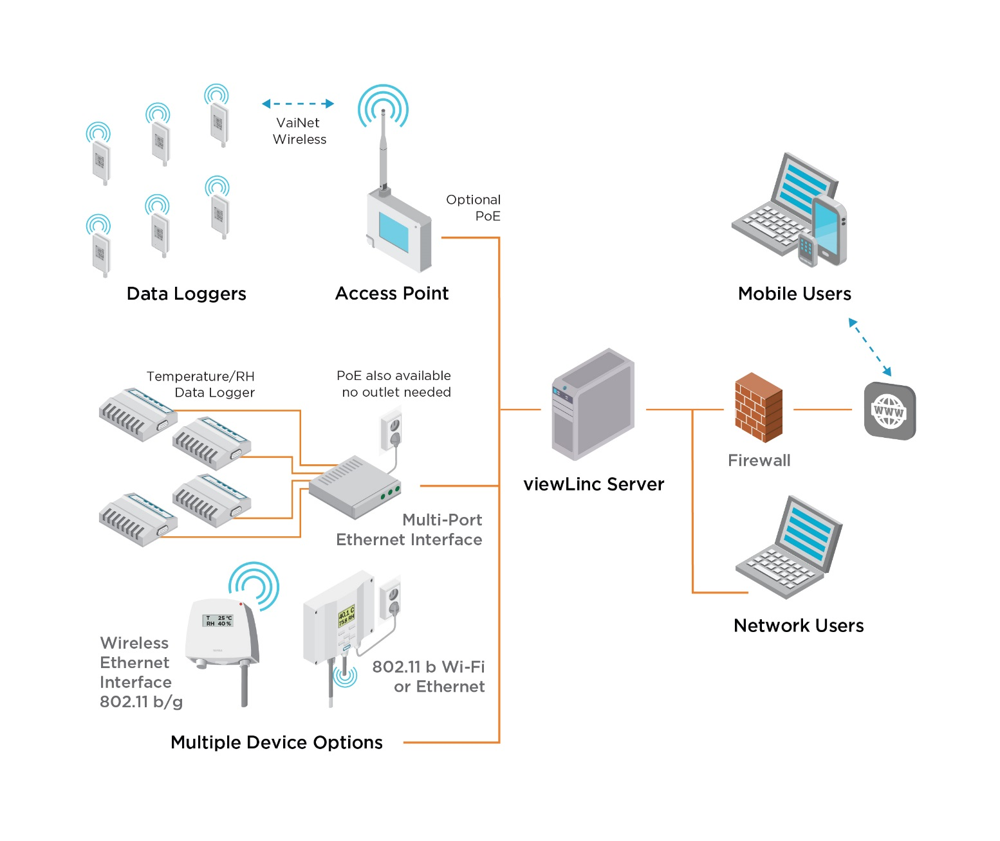 VaiNet
Wireless
Optional
PoE
Data Loggers
Access Point
Mobile Users
Temperature/RH
Data Logger
PoE also available
no outlet needed
WWW
Firewall
viewLinc Server
Multi-Port
Ethernet Interface
T 25 °C
RH 40 %
40.1 C
75.8 RH
Wireless
Ethernet
Interface
802.11 b/g
802.11 b Wi-Fi
or Ethernet
Network Users
Multiple Device Options